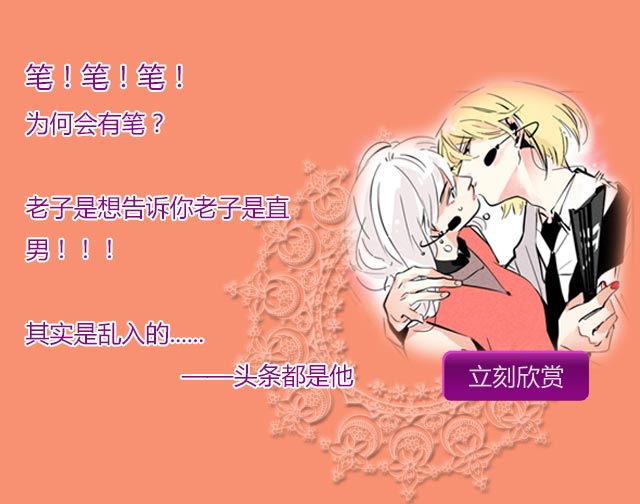 笔！笔！笔！
为何会有笔？
老子是想告诉你老子是直
男！！！
其实是乱入的......
——头条都是他
立刻欣赏